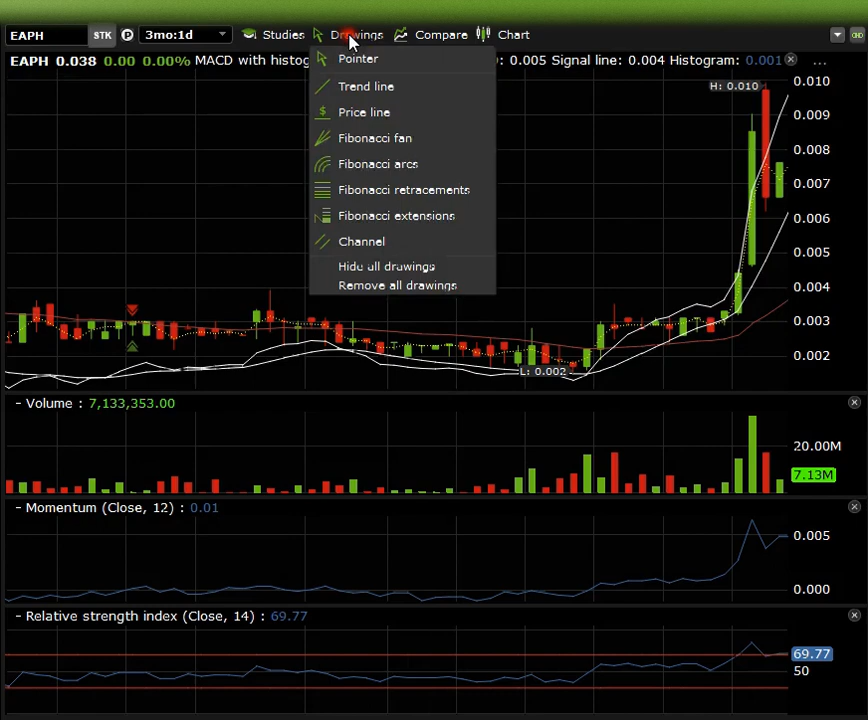 EAPH STK P 3mo:1d Studies Drawings Compare Chart
EAPH 0.038 0.00 0.00% MACD with histog : 0.005 Signal line: 0.004 Histogram: 0.001 ...
Pointer
Trend line
Price line
Fibonacci fan
Fibonacci arcs
Fibonacci retracements
Fibonacci extensions
Channel
Hide all drawings
Remove all drawings
H: 0.010
0.010
0.009
0.008
0.007
0.006
0.005
0.004
0.003
0.002
L: 0.002
- Volume : 7,133,353.00
20.00M
7.13M
- Momentum (Close, 12) : 0.01
0.005
0.000
- Relative strength index (Close, 14) : 69.77
69.77
50